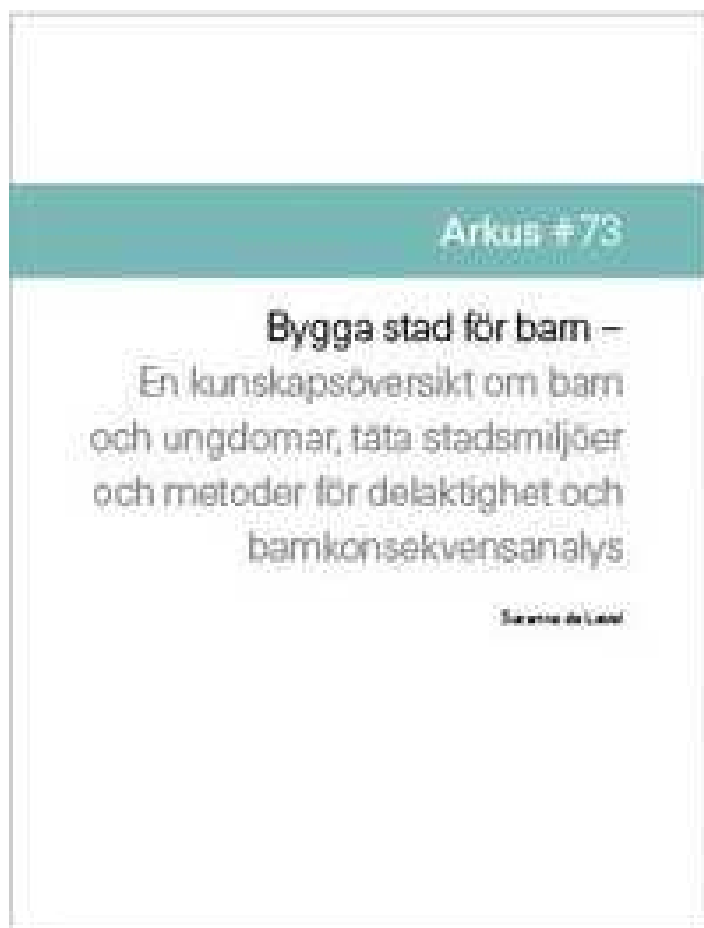 Arkus #73
Bygga stad för barn –
En kunskapsöversikt om barn
och ungdomar, täta stadsmiljöer
och metoder för delaktighet och
barnkonsekvensanalys